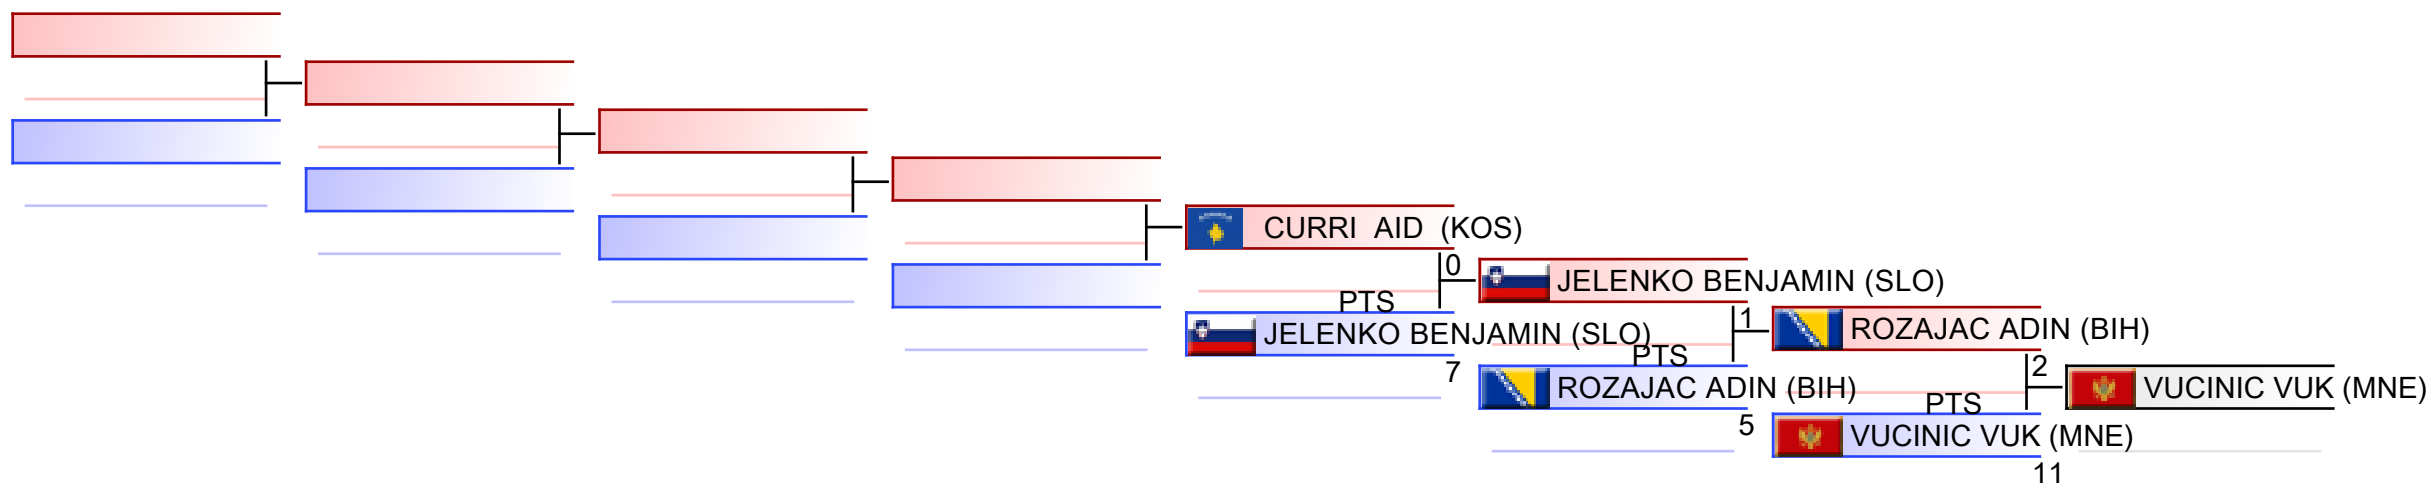 CURRI  AID  (KOS)
0
JELENKO BENJAMIN (SLO)
PTS
JELENKO BENJAMIN (SLO)
7
1
ROZAJAC ADIN (BIH)
PTS
ROZAJAC ADIN (BIH)
5
2
VUCINIC VUK (MNE)
PTS
VUCINIC VUK (MNE)
11